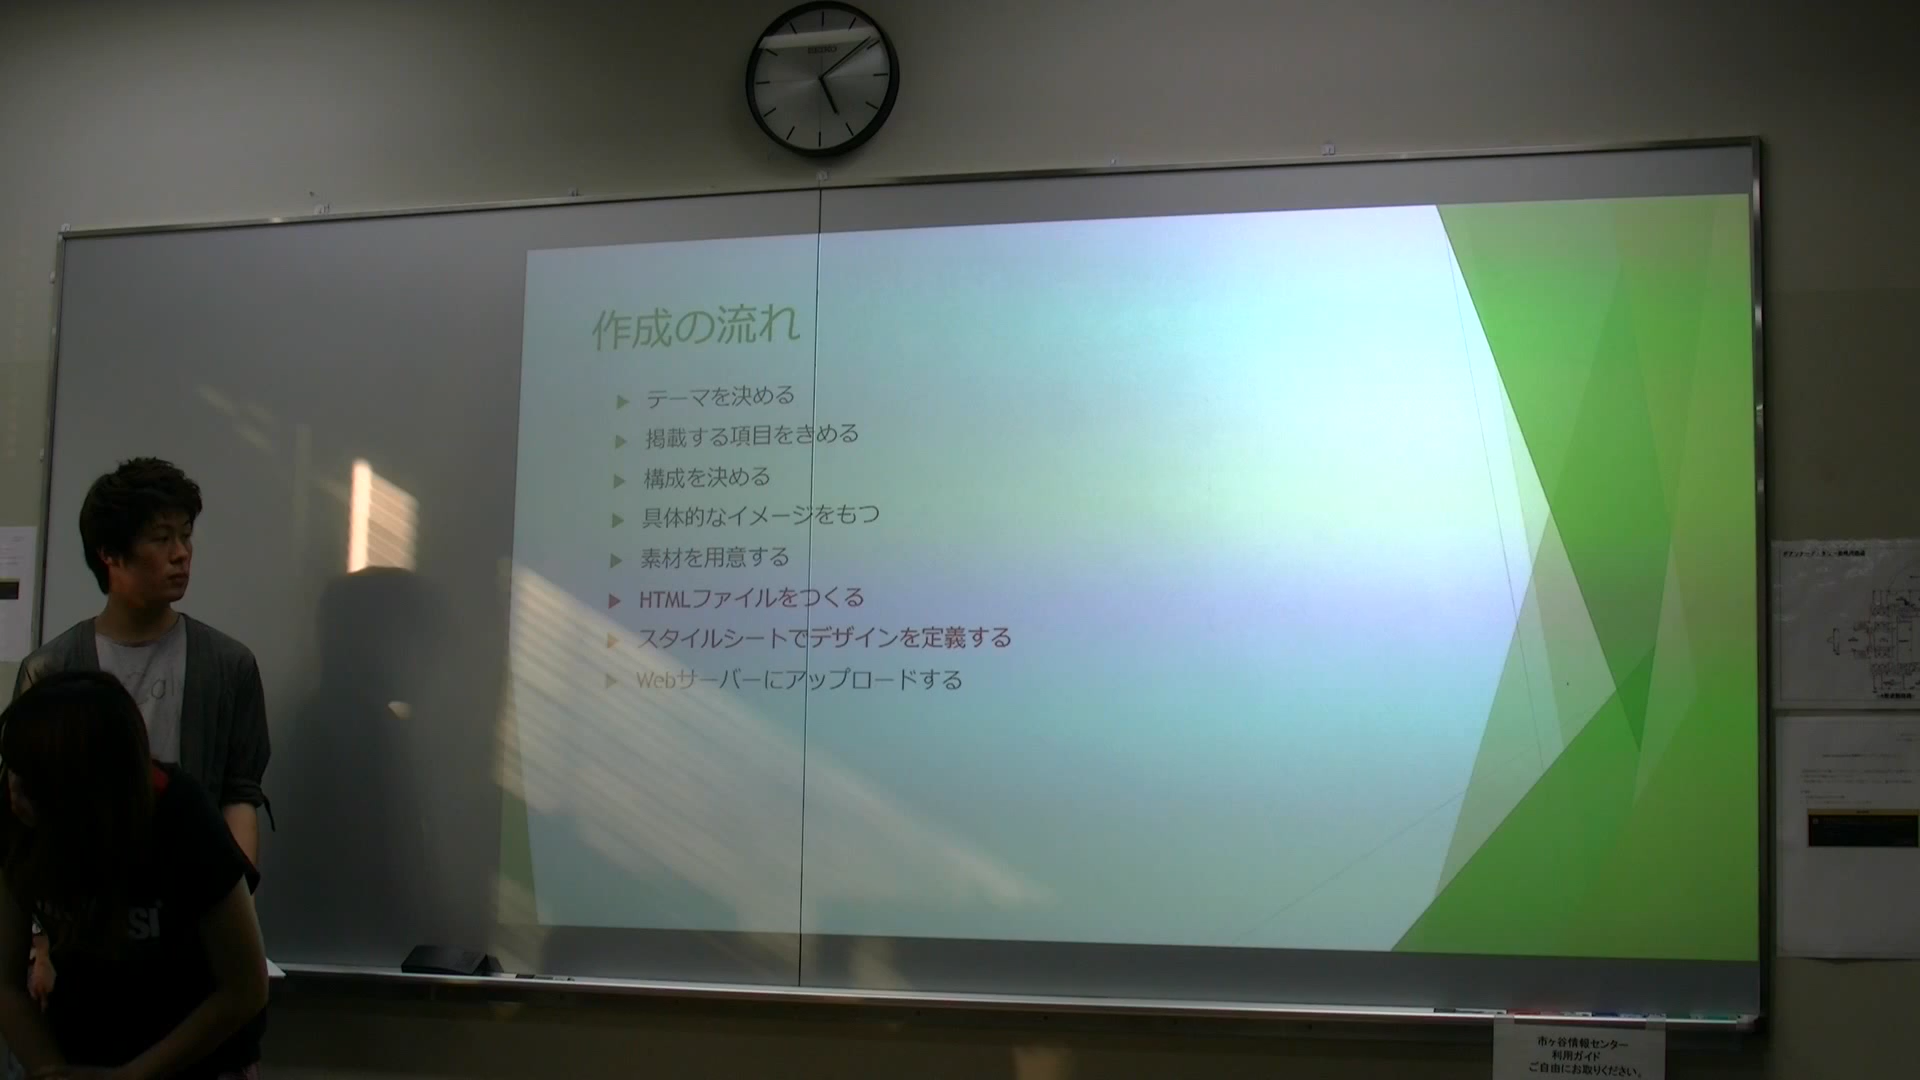 作成の流れ
テーマを決める
掲載する項目をきめる
構成を決める
具体的なイメージをもつ
素材を用意する
HTMLファイルをつくる
スタイルシートでデザインを定義する
Webサーバーにアップロードする
市ヶ谷情報センター
利用ガイド
ご自由にお取りください。